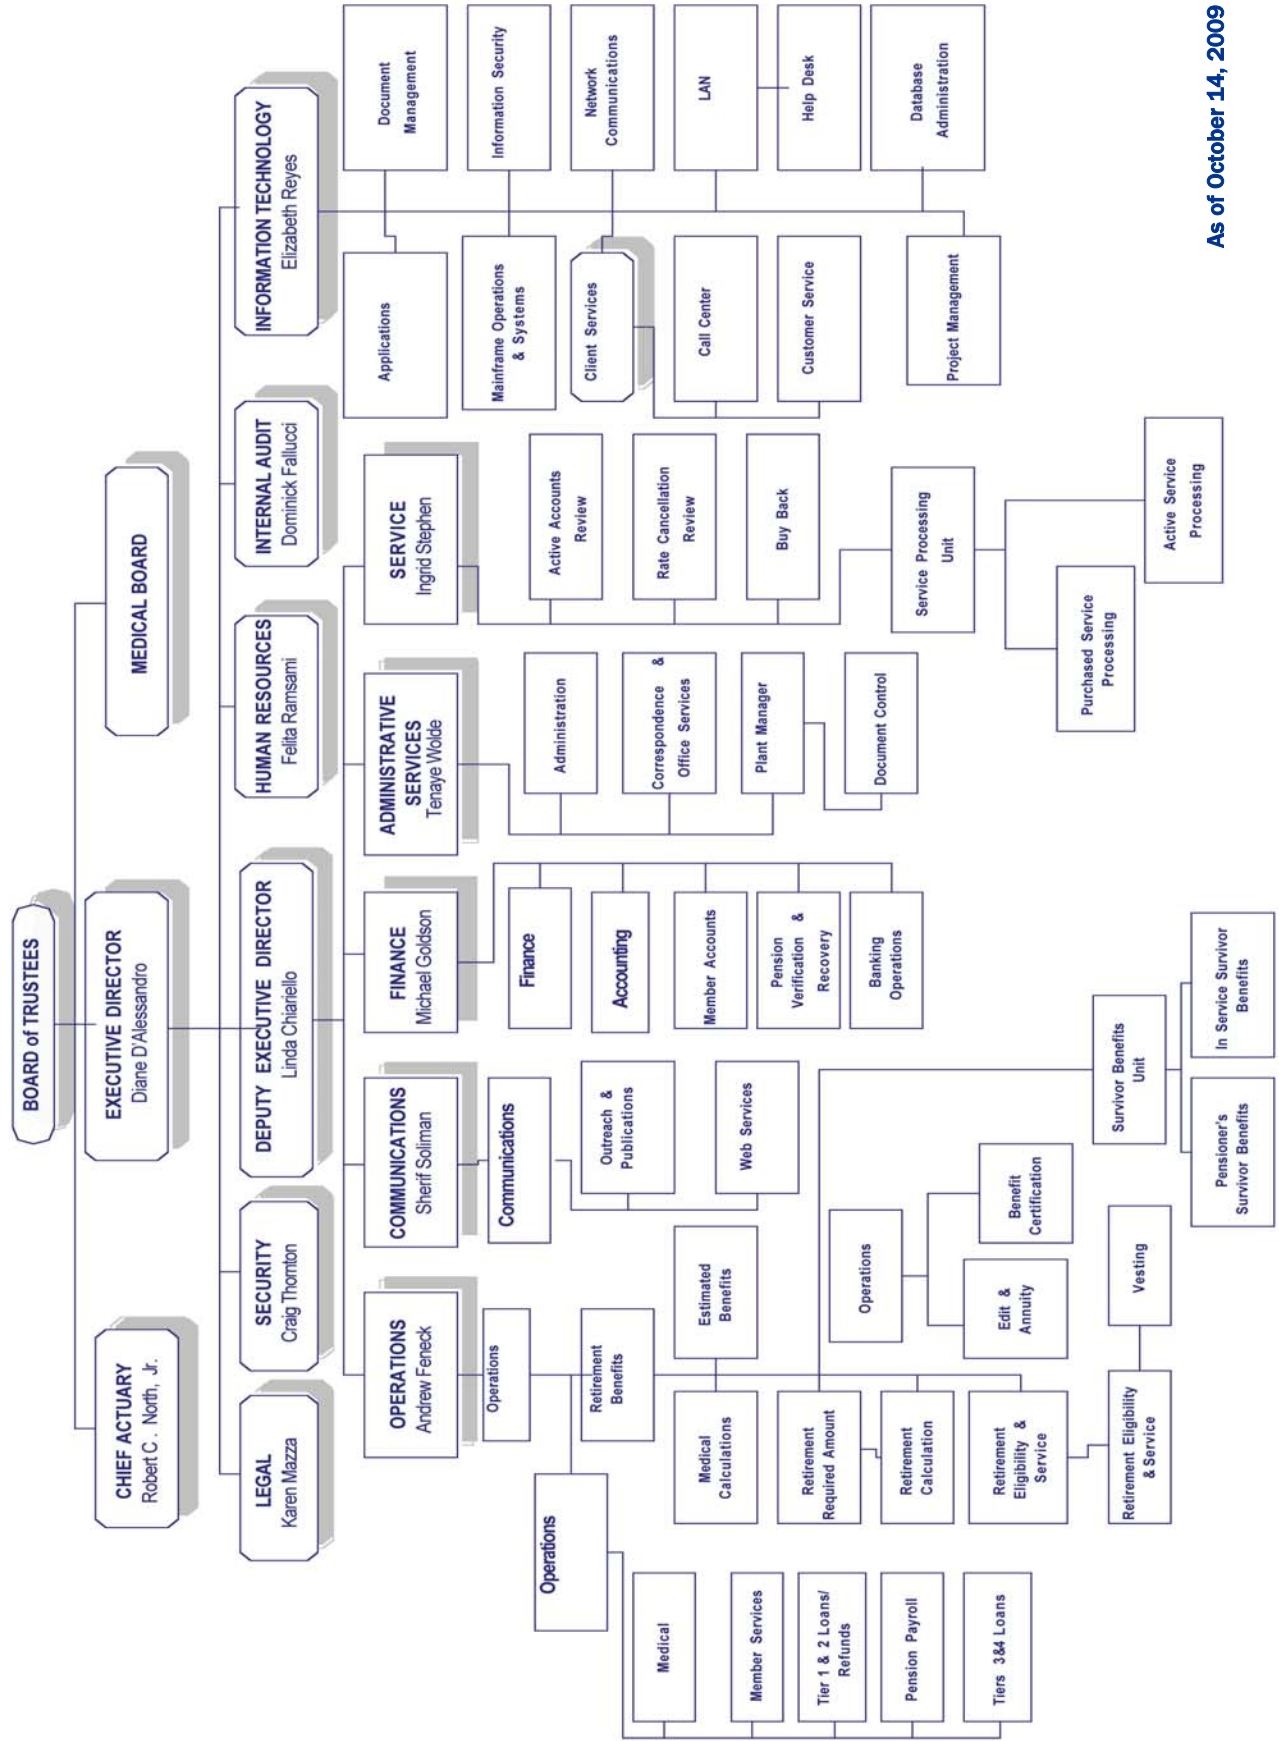 BOARD of TRUSTEES
CHIEF ACTUARY
Robert C . North, Jr.
EXECUTIVE DIRECTOR
Diane D'Alessandro
MEDICAL BOARD
LEGAL
Karen Mazza
SECURITY
Craig Thornton
DEPUTY EXECUTIVE DIRECTOR
Linda Chiariello
HUMAN RESOURCES
Felita Ramsami
INTERNAL AUDIT
Dominick Fallucci
INFORMATION TECHNOLOGY
Elizabeth Reyes
OPERATIONS
Andrew Feneck
COMMUNICATIONS
Sherif Soliman
FINANCE
Michael Goldson
ADMINISTRATIVE
SERVICES
Tenaye Wolde
SERVICE
Ingrid Stephen
Operations
Retirement
Benefits
Operations
Medical
Member Services
Tier 1 & 2 Loans/
Refunds
Pension Payroll
Tiers 3&4 Loans
Medical
Calculations
Estimated
Benefits
Retirement
Required Amount
Retirement
Calculation
Retirement
Eligibility &
Service
Retirement Eligibility
& Service
Vesting
Operations
Edit &
Annuity
Benefit
Certification
Survivor Benefits
Unit
Pensioner's
Survivor Benefits
In Service Survivor
Benefits
Communications
Outreach &
Publications
Web Services
Finance
Accounting
Member Accounts
Pension
Verification &
Recovery
Banking
Operations
Administration
Correspondence &
Office Services
Plant Manager
Document Control
Active Accounts
Review
Rate Cancellation
Review
Buy Back
Service Processing
Unit
Purchased Service
Processing
Active Service
Processing
Applications
Document
Management
Mainframe Operations
& Systems
Information Security
Client Services
Network
Communications
Call Center
LAN
Customer Service
Help Desk
Project Management
Database
Administration
As of October 14, 2009